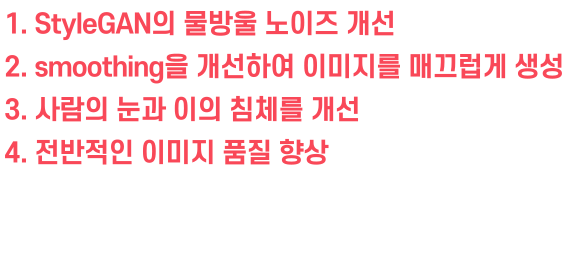 1. StyleGAN의 물방울 노이즈 개선
2. smoothing을 개선하여 이미지를 매끄럽게 생성
3. 사람의 눈과 이의 침체를 개선
4. 전반적인 이미지 품질 향상